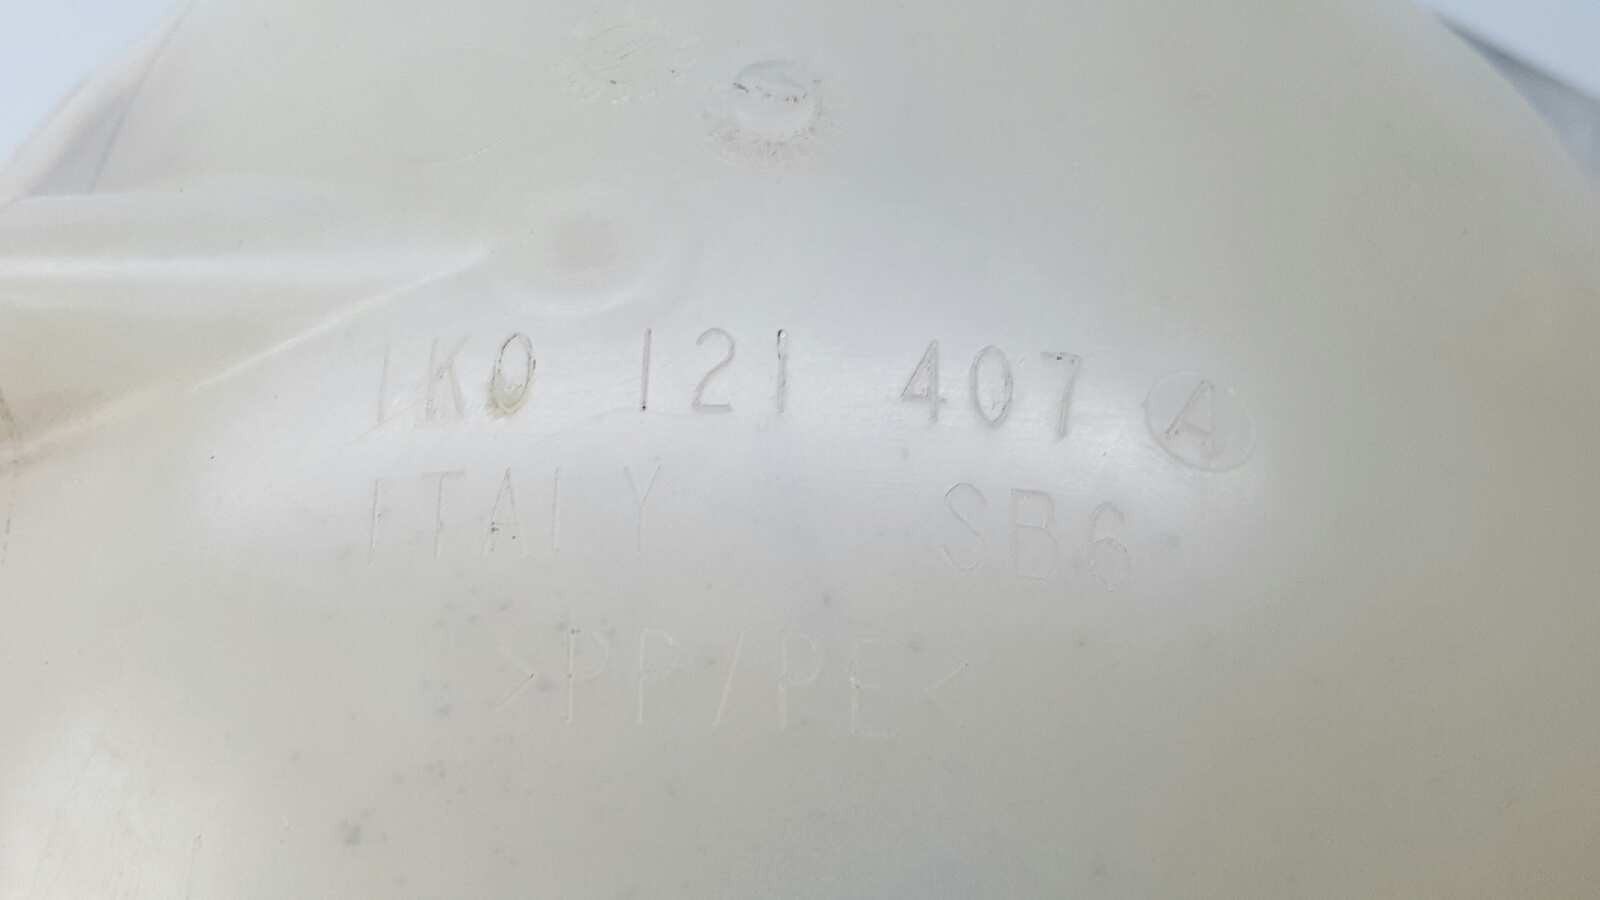 1K0 121 407 A
ITALY SB6
>PP/PE<